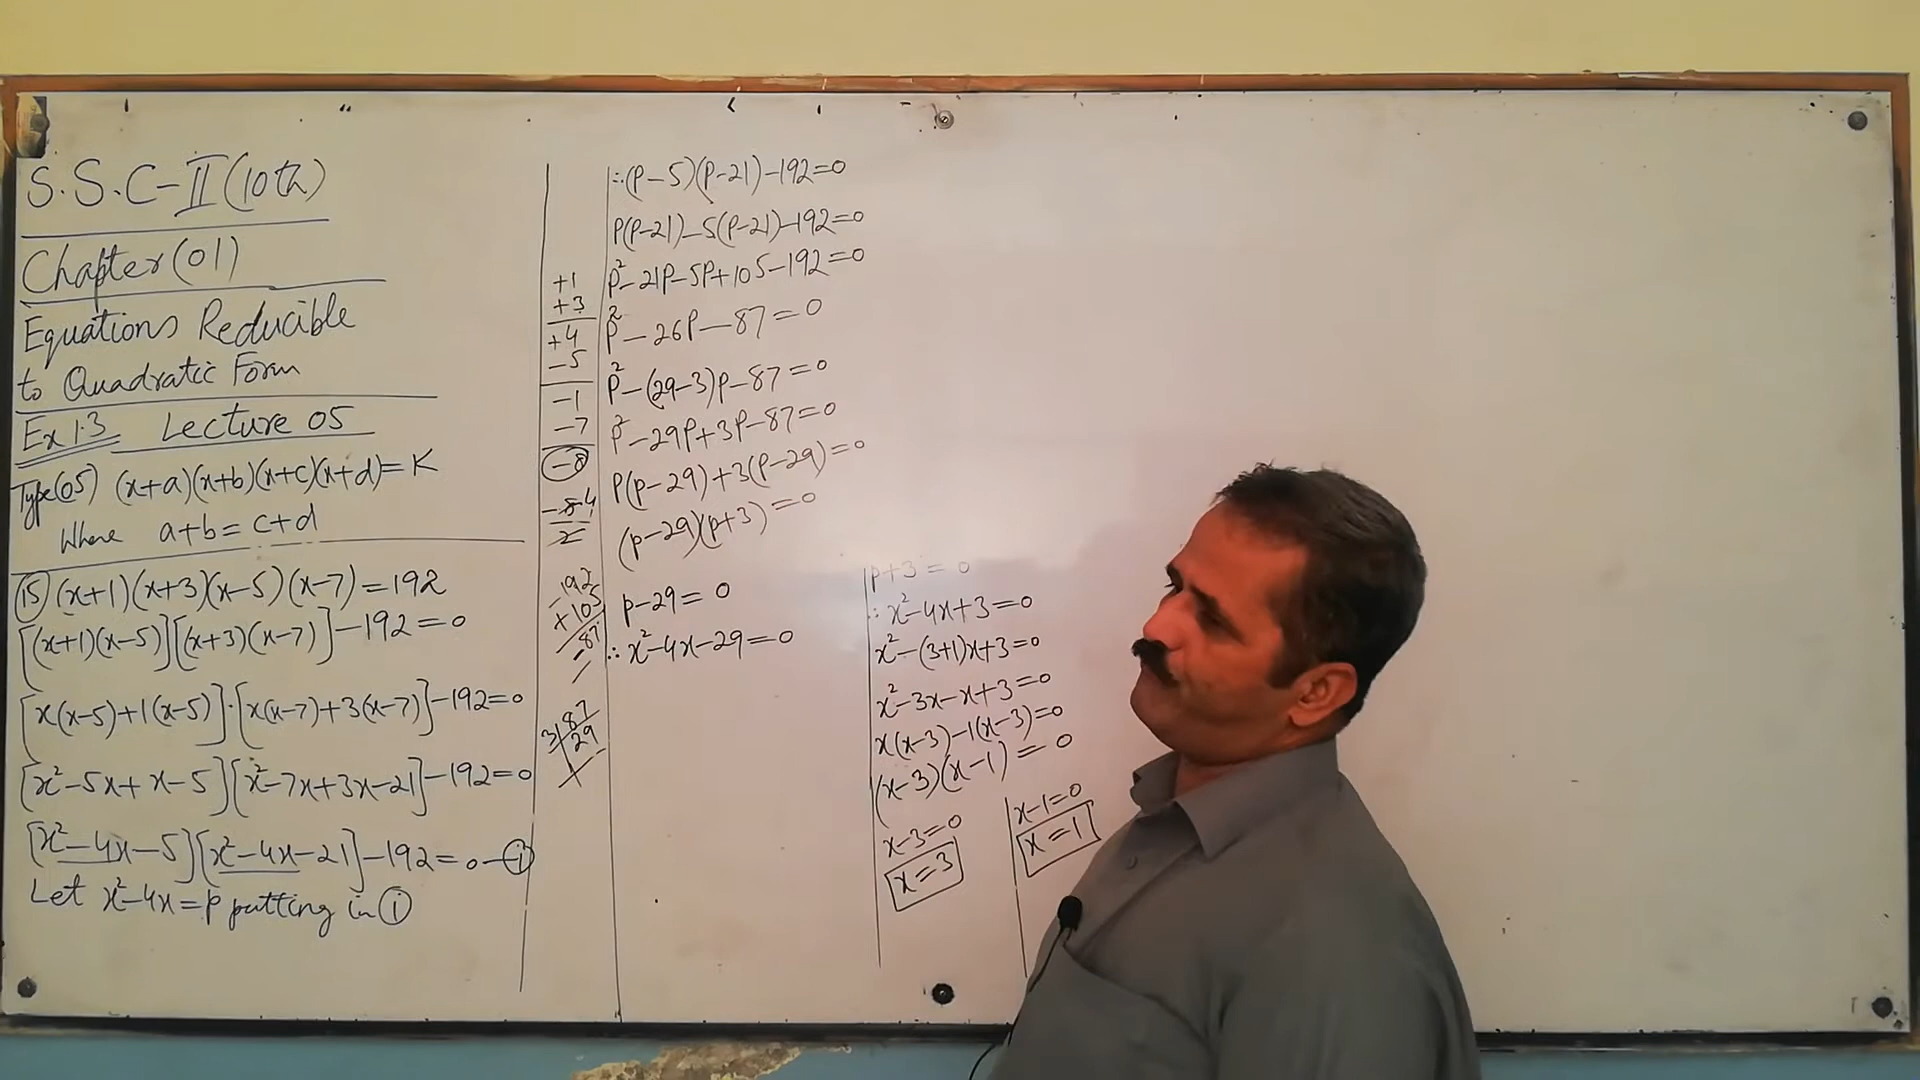 S.S.C-II(10th)
Chapter(01)
Equations Reducible
to Quadratic Form
Ex1.3 Lecture 05
Type(05) (x+a)(x+b)(x+c)(x+d)=K
Where a+b=c+d
(15) (x+1)(x+3)(x-5)(x-7)=192
[(x+1)(x-5)][(x+3)(x-7)]-192=0
[x(x-5)+1(x-5)]·[x(x-7)+3(x-7)]-192=0
[x²-5x+x-5][x²-7x+3x-21]-192=0
[x²-4x-5][x²-4x-21]-192=0-(i)
Let x²-4x=p putting in (i)
+1
+3
+4
-5
-1
-7
-8
-192
+105
-87
3|87
29
∴(p-5)(p-21)-192=0
P(P-21)-5(P-21)-192=0
P²-21P-5P+105-192=0
P²-26P-87=0
P²-(29-3)p-87=0
P²-29P+3P-87=0
P(p-29)+3(P-29)=0
(p-29)(p+3)=0
p-29=0
∴x²-4x-29=0
p+3=0
∴x²-4x+3=0
x²-(3+1)x+3=0
x²-3x-x+3=0
x(x-3)-1(x-3)=0
(x-3)(x-1)=0
x-3=0
x=3
x-1=0
x=1